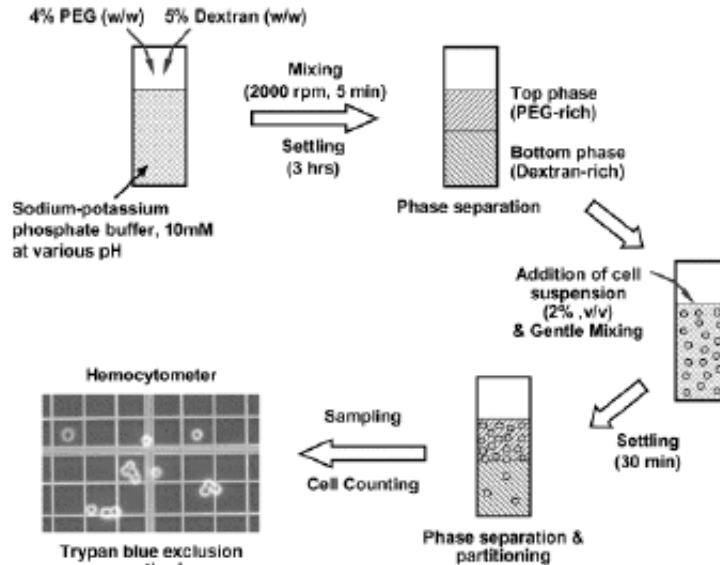 4% PEG (w/w) 5% Dextran (w/w)
Mixing
(2000 rpm, 5 min)
Settling
(3 hrs)
Top phase
(PEG-rich)
Bottom phase
(Dextran-rich)
Sodium-potassium
phosphate buffer, 10mM
at various pH
Phase separation
Addition of cell
suspension
(2% ,v/v)
& Gentle Mixing
Settling
(30 min)
Phase separation &
partitioning
Sampling
Cell Counting
Hemocytometer
Trypan blue exclusion